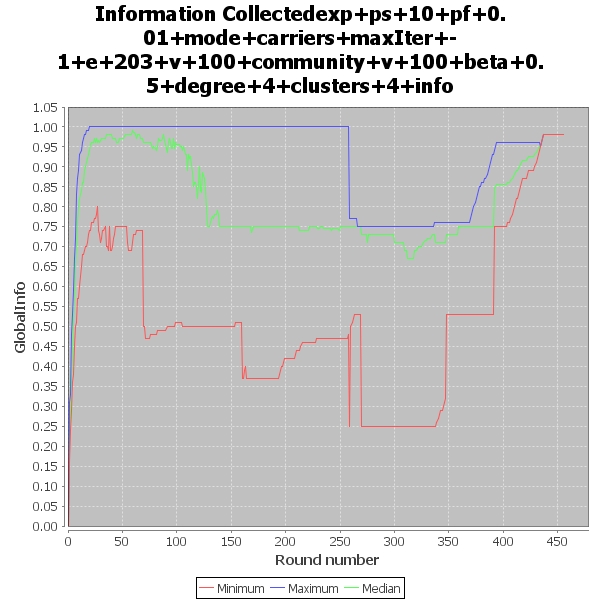 Information Collectedexp+ps+10+pf+0.
01+mode+carriers+maxIter+-
1+e+203+v+100+community+v+100+beta+0.
5+degree+4+clusters+4+info
1.05
1.00
0.95
0.90
0.85
0.80
0.75
0.70
0.65
0.60
0.55
0.50
0.45
0.40
0.35
0.30
0.25
0.20
0.15
0.10
0.05
0.00
GlobalInfo
0 50 100 150 200 250 300 350 400 450
Round number
Minimum Maximum Median